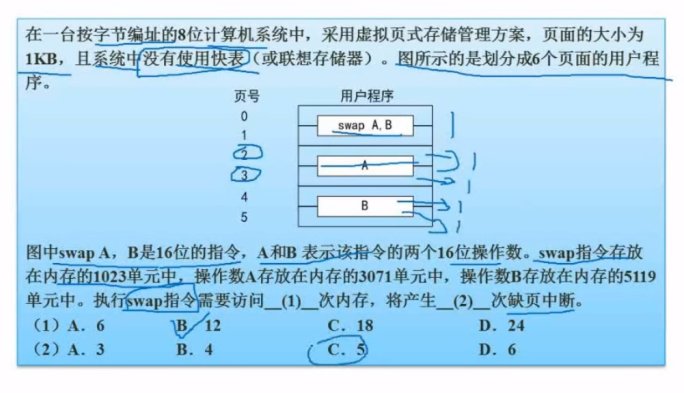 在一台按字节编址的8位计算机系统中，采用虚拟页式存储管理方案，页面的大小为
1KB，且系统中没有使用快表（或联想存储器）。图所示的是划分成6个页面的用户程
序。
页号 用户程序
0
swap A,B
1
2
A
3
4
B
5
图中swap A，B是16位的指令，A和B 表示该指令的两个16位操作数。swap指令存放
在内存的1023单元中，操作数A存放在内存的3071单元中，操作数B存放在内存的5119
单元中。执行swap指令需要访问__(1)__次内存，将产生__(2)__次缺页中断。
（1）A．6 B．12 C．18 D．24
（2）A．3 B．4 C．5 D．6